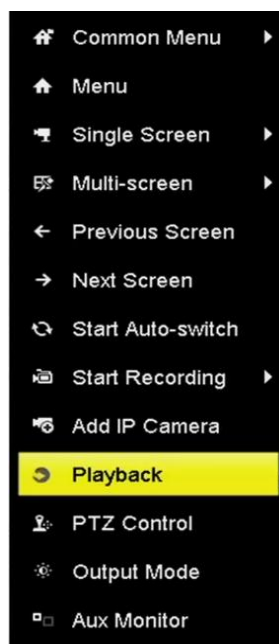 Common Menu
Menu
Single Screen
Multi-screen
Previous Screen
Next Screen
Start Auto-switch
Start Recording
Add IP Camera
Playback
PTZ Control
Output Mode
Aux Monitor